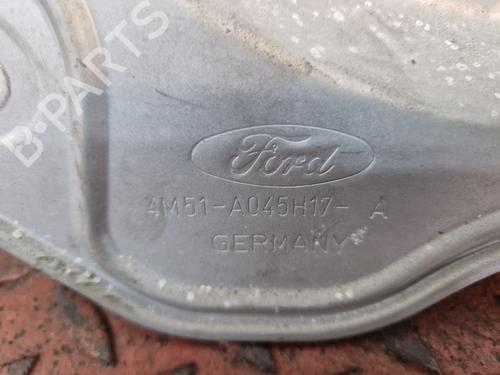 B-PARTS
Ford
4M51-A045H17- A
GERMANY